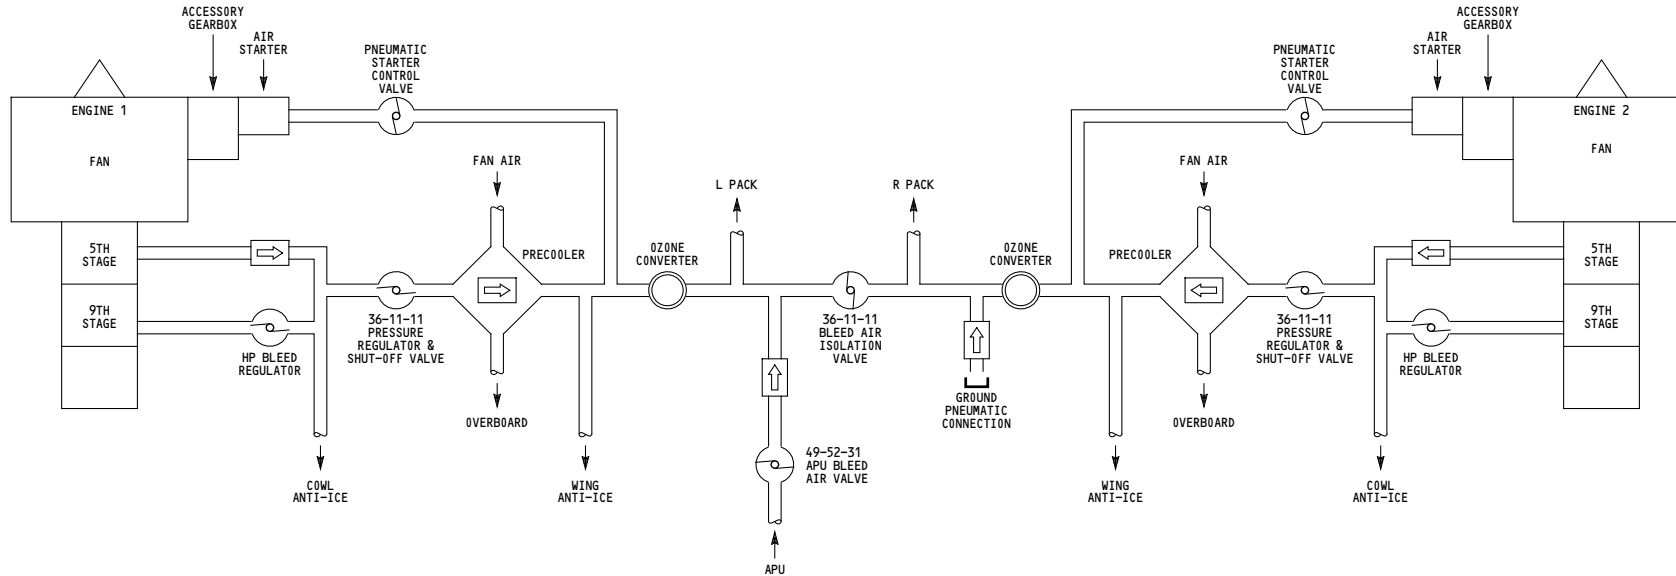 ACCESSORY
GEARBOX
AIR
STARTER
PNEUMATIC
STARTER
CONTROL
VALVE
ENGINE 1
FAN
5TH
STAGE
9TH
STAGE
HP BLEED
REGULATOR
COWL
ANTI-ICE
36-11-11
PRESSURE
REGULATOR &
SHUT-OFF VALVE
FAN AIR
PRECOOLER
OVERBOARD
WING
ANTI-ICE
OZONE
CONVERTER
L PACK
49-52-31
APU BLEED
AIR VALVE
APU
36-11-11
BLEED AIR
ISOLATION
VALVE
R PACK
GROUND
PNEUMATIC
CONNECTION
OZONE
CONVERTER
WING
ANTI-ICE
FAN AIR
PRECOOLER
OVERBOARD
36-11-11
PRESSURE
REGULATOR &
SHUT-OFF VALVE
COWL
ANTI-ICE
HP BLEED
REGULATOR
PNEUMATIC
STARTER
CONTROL
VALVE
AIR
STARTER
ACCESSORY
GEARBOX
ENGINE 2
FAN
5TH
STAGE
9TH
STAGE